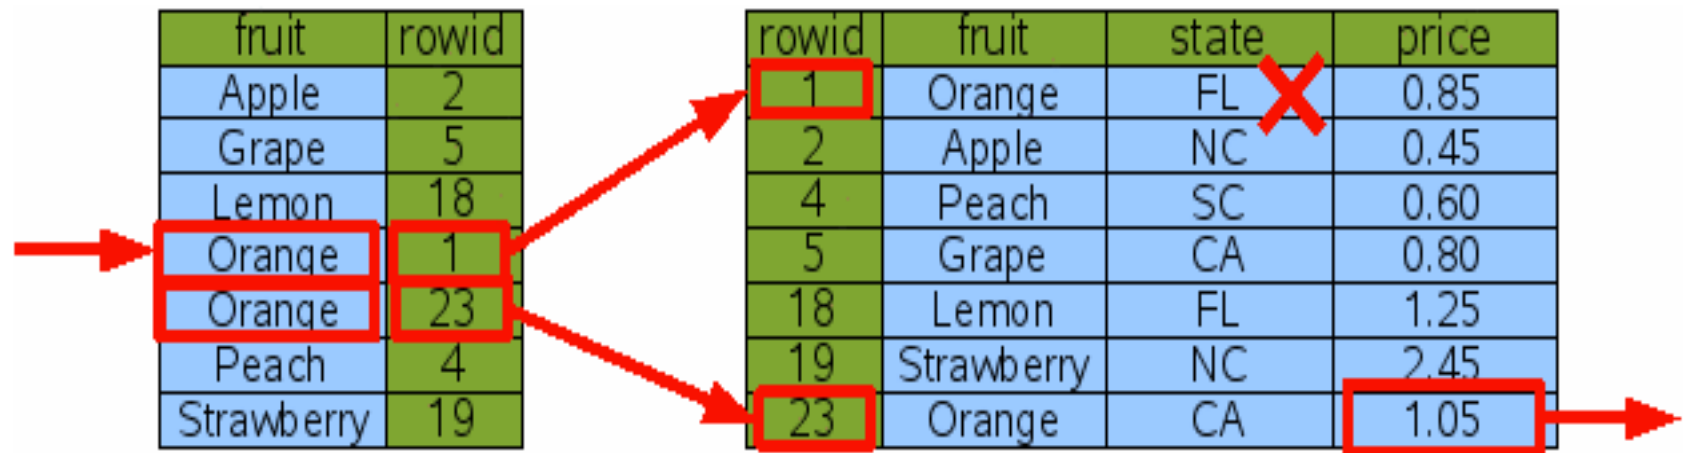 fruit rowid
Apple 2
Grape 5
Lemon 18
Orange 1
Orange 23
Peach 4
Strawberry 19
rowid fruit state price
1 Orange FL 0.85
2 Apple NC 0.45
4 Peach SC 0.60
5 Grape CA 0.80
18 Lemon FL 1.25
19 Strawberry NC 2.45
23 Orange CA 1.05